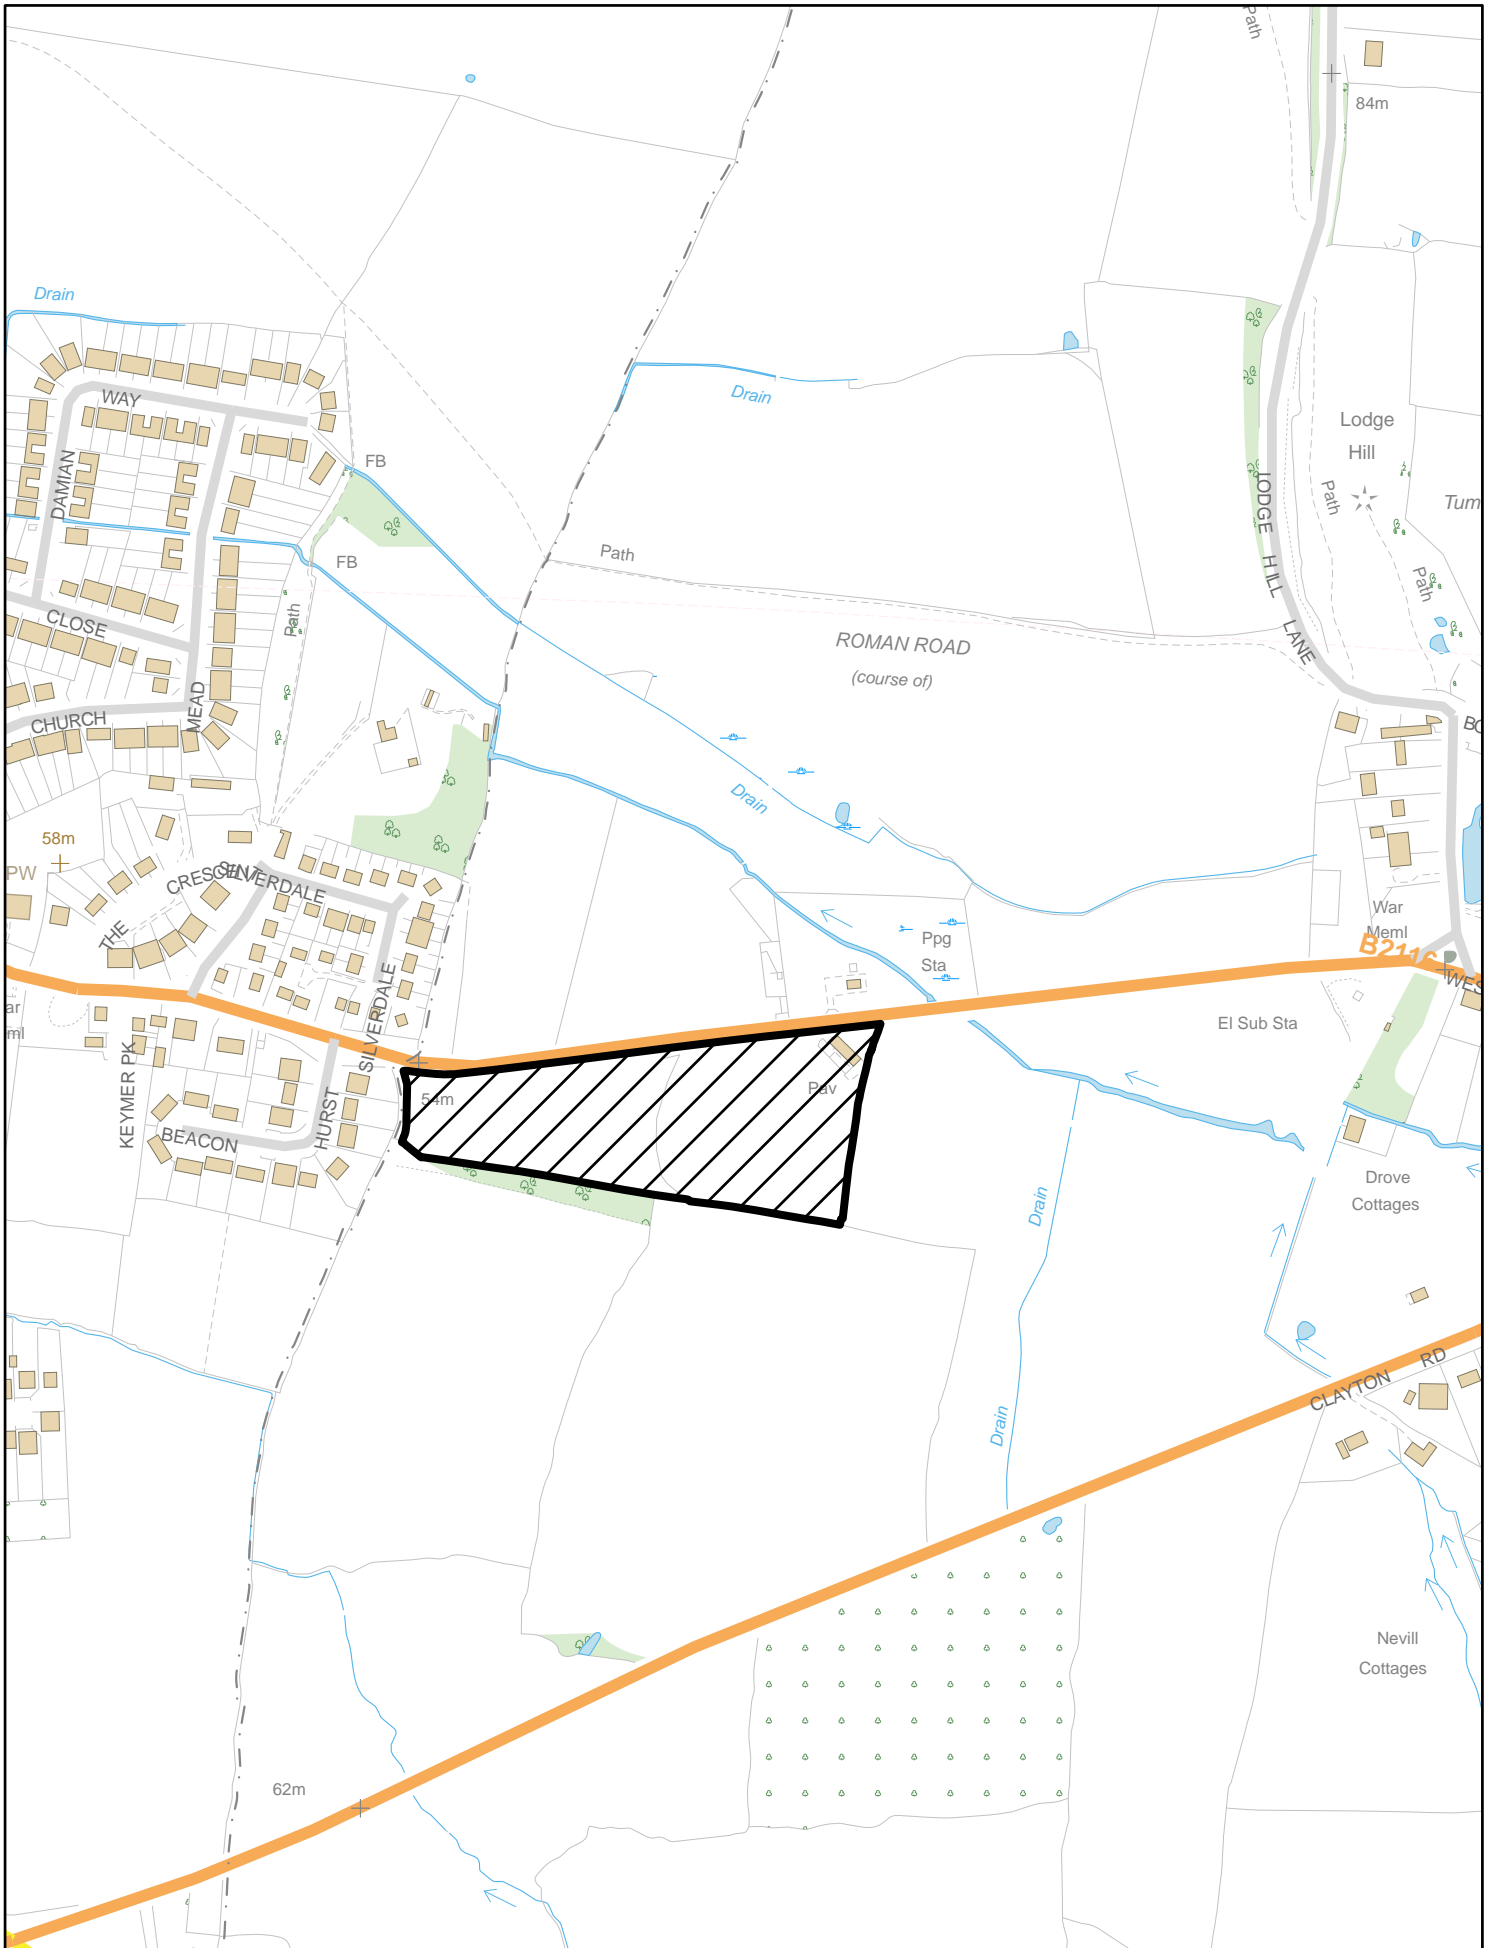 Path
84m
Drain
WAY
Drain
Lodge
Hill
FB
DAMIAN
LODGE HILL LANE
Path
Tum
FB
Path
Path
Path
CLOSE
ROMAN ROAD
(course of)
MEAD
CHURCH
Drain
58m
PW
CRESCENT
SILVERDALE
THE
War
Meml
Ppg
Sta
B2116
WES
SILVERDALE
El Sub Sta
KEYMER PK
Pav
54m
HURST
BEACON
Drove
Cottages
Drain
CLAYTON RD
Drain
Nevill
Cottages
62m